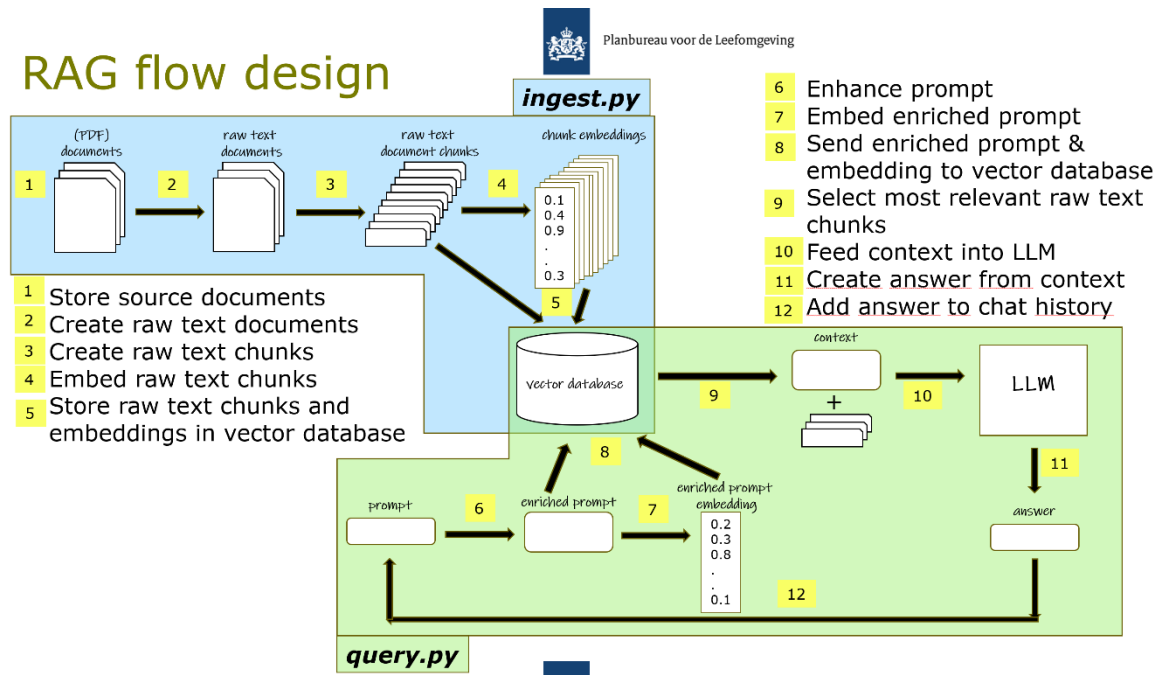 Planbureau voor de Leefomgeving
RAG flow design
ingest.py
(PDF)
documents
raw text
documents
raw text
document chunks
chunk embeddings
1
2
3
4
0.1
0.4
0.9
.
.
0.3
5
1 Store source documents
2 Create raw text documents
3 Create raw text chunks
4 Embed raw text chunks
5 Store raw text chunks and
embeddings in vector database
6 Enhance prompt
7 Embed enriched prompt
8 Send enriched prompt &
embedding to vector database
9 Select most relevant raw text
chunks
10 Feed context into LLM
11 Create answer from context
12 Add answer to chat history
vector database
9
context
+
10
LLM
8
11
prompt
6
enriched prompt
7
enriched prompt
embedding
0.2
0.3
0.8
.
.
0.1
answer
12
query.py